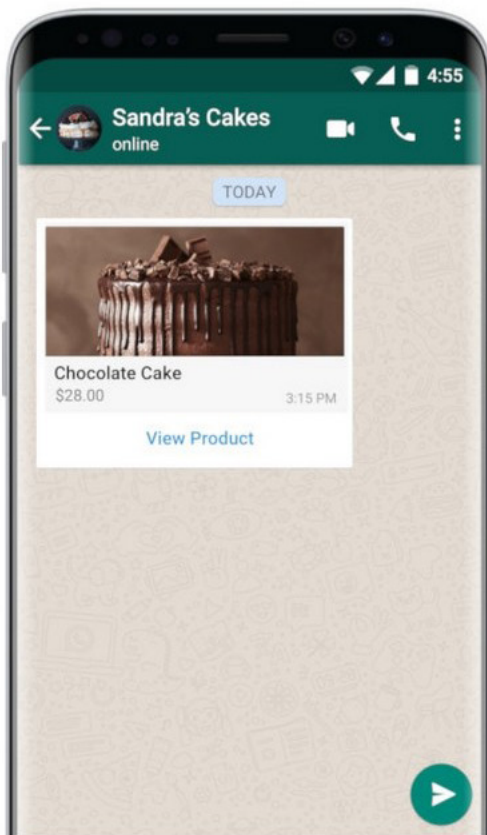 4:55
Sandra's Cakes
online
TODAY
Chocolate Cake
$28.00
3:15 PM
View Product